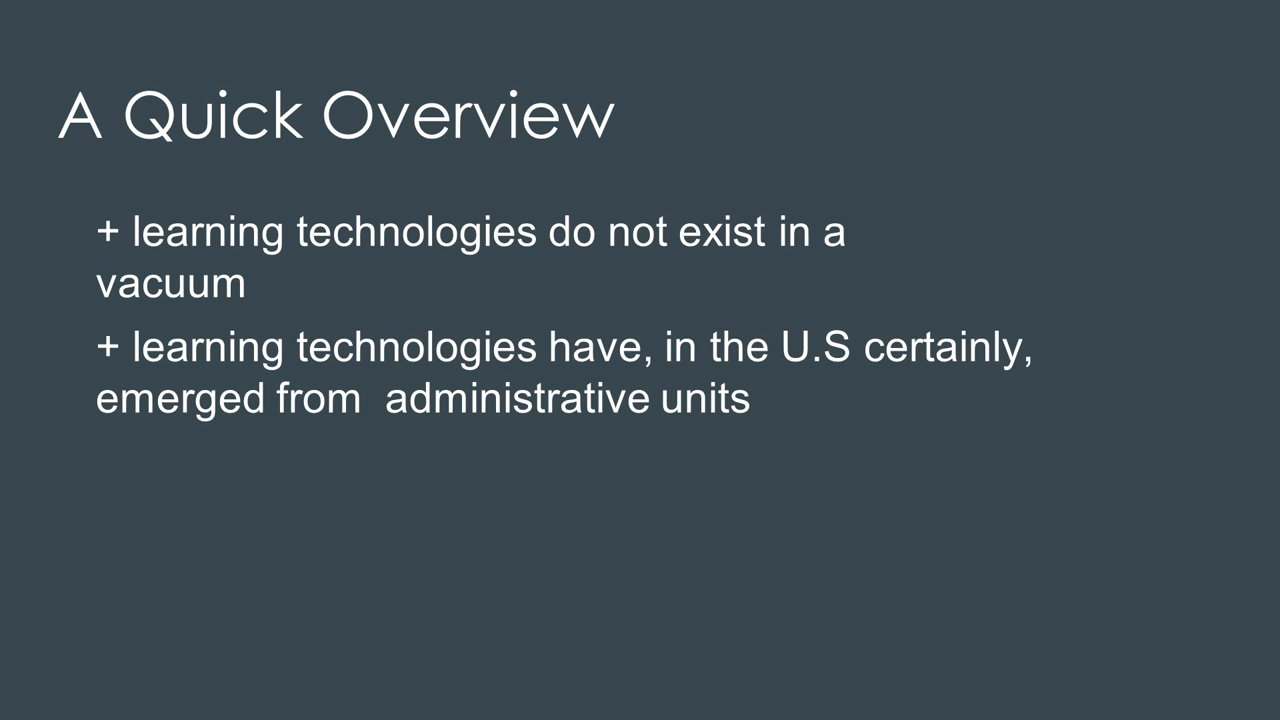 A Quick Overview
+ learning technologies do not exist in a
vacuum
+ learning technologies have, in the U.S certainly,
emerged from  administrative units